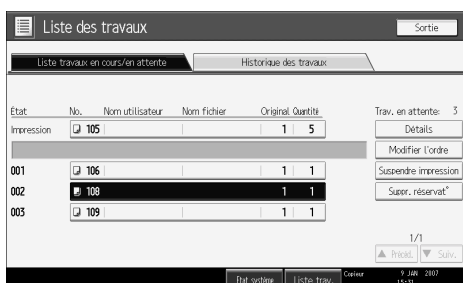 Liste des travaux Sortie
Liste travaux en cours/en attente Historique des travaux
État No. Nom utilisateur Nom fichier Original Quantité Trav. en attente: 3
Impression 105 1 5 Détails
Modifier l'ordre
001 106 1 1 Suspendre impression
002 108 1 1 Suppr. réservat°
003 109 1 1
1/1
▲ Précéd. ▼ Suiv.
État système Liste trav. Copieur 9 JAN 2007
15:31